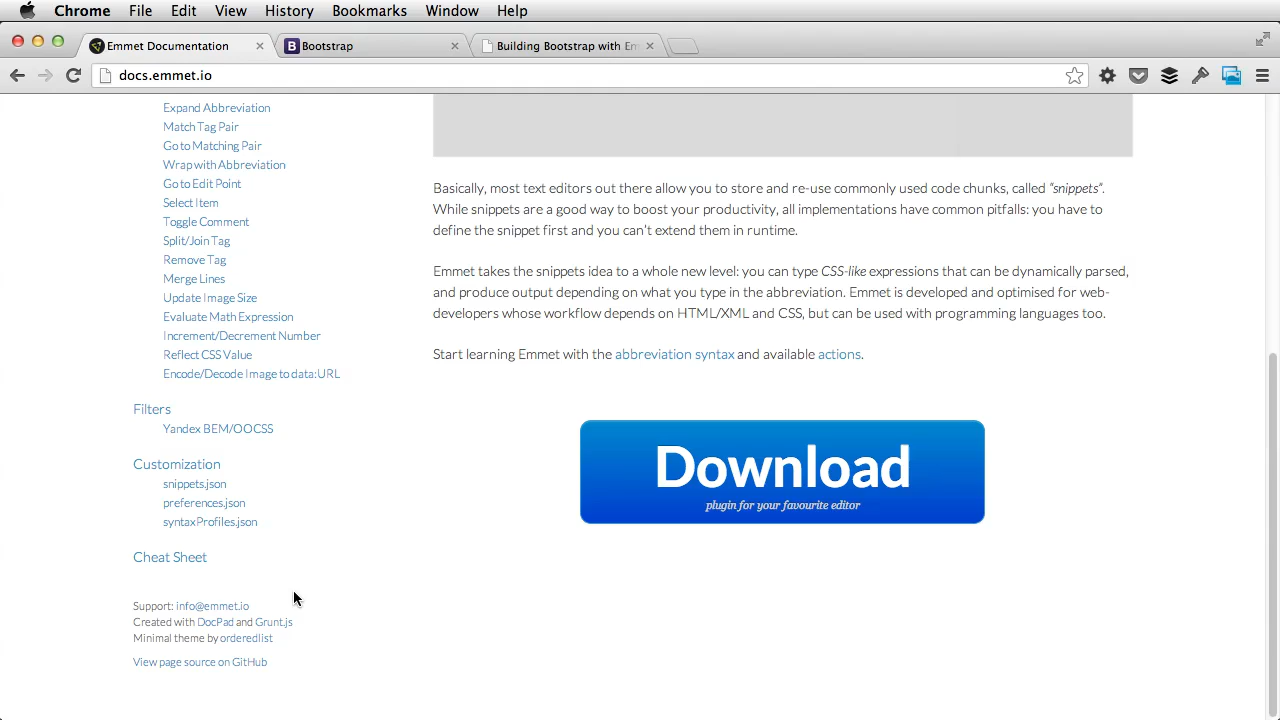 Chrome File Edit View History Bookmarks Window Help
Emmet Documentation
Bootstrap
Building Bootstrap with Em
docs.emmet.io
Expand Abbreviation
Match Tag Pair
Go to Matching Pair
Wrap with Abbreviation
Go to Edit Point
Select Item
Toggle Comment
Split/Join Tag
Remove Tag
Merge Lines
Update Image Size
Evaluate Math Expression
Increment/Decrement Number
Reflect CSS Value
Encode/Decode Image to data:URL
Filters
Yandex BEM/OOCSS
Customization
snippets.json
preferences.json
syntaxProfiles.json
Cheat Sheet
Support: info@emmet.io
Created with DocPad and Grunt.js
Minimal theme by orderedlist
View page source on GitHub
Basically, most text editors out there allow you to store and re-use commonly used code chunks, called “snippets”.
While snippets are a good way to boost your productivity, all implementations have common pitfalls: you have to
define the snippet first and you can’t extend them in runtime.
Emmet takes the snippets idea to a whole new level: you can type CSS-like expressions that can be dynamically parsed,
and produce output depending on what you type in the abbreviation. Emmet is developed and optimised for web-
developers whose workflow depends on HTML/XML and CSS, but can be used with programming languages too.
Start learning Emmet with the abbreviation syntax and available actions.
Download
plugin for your favourite editor